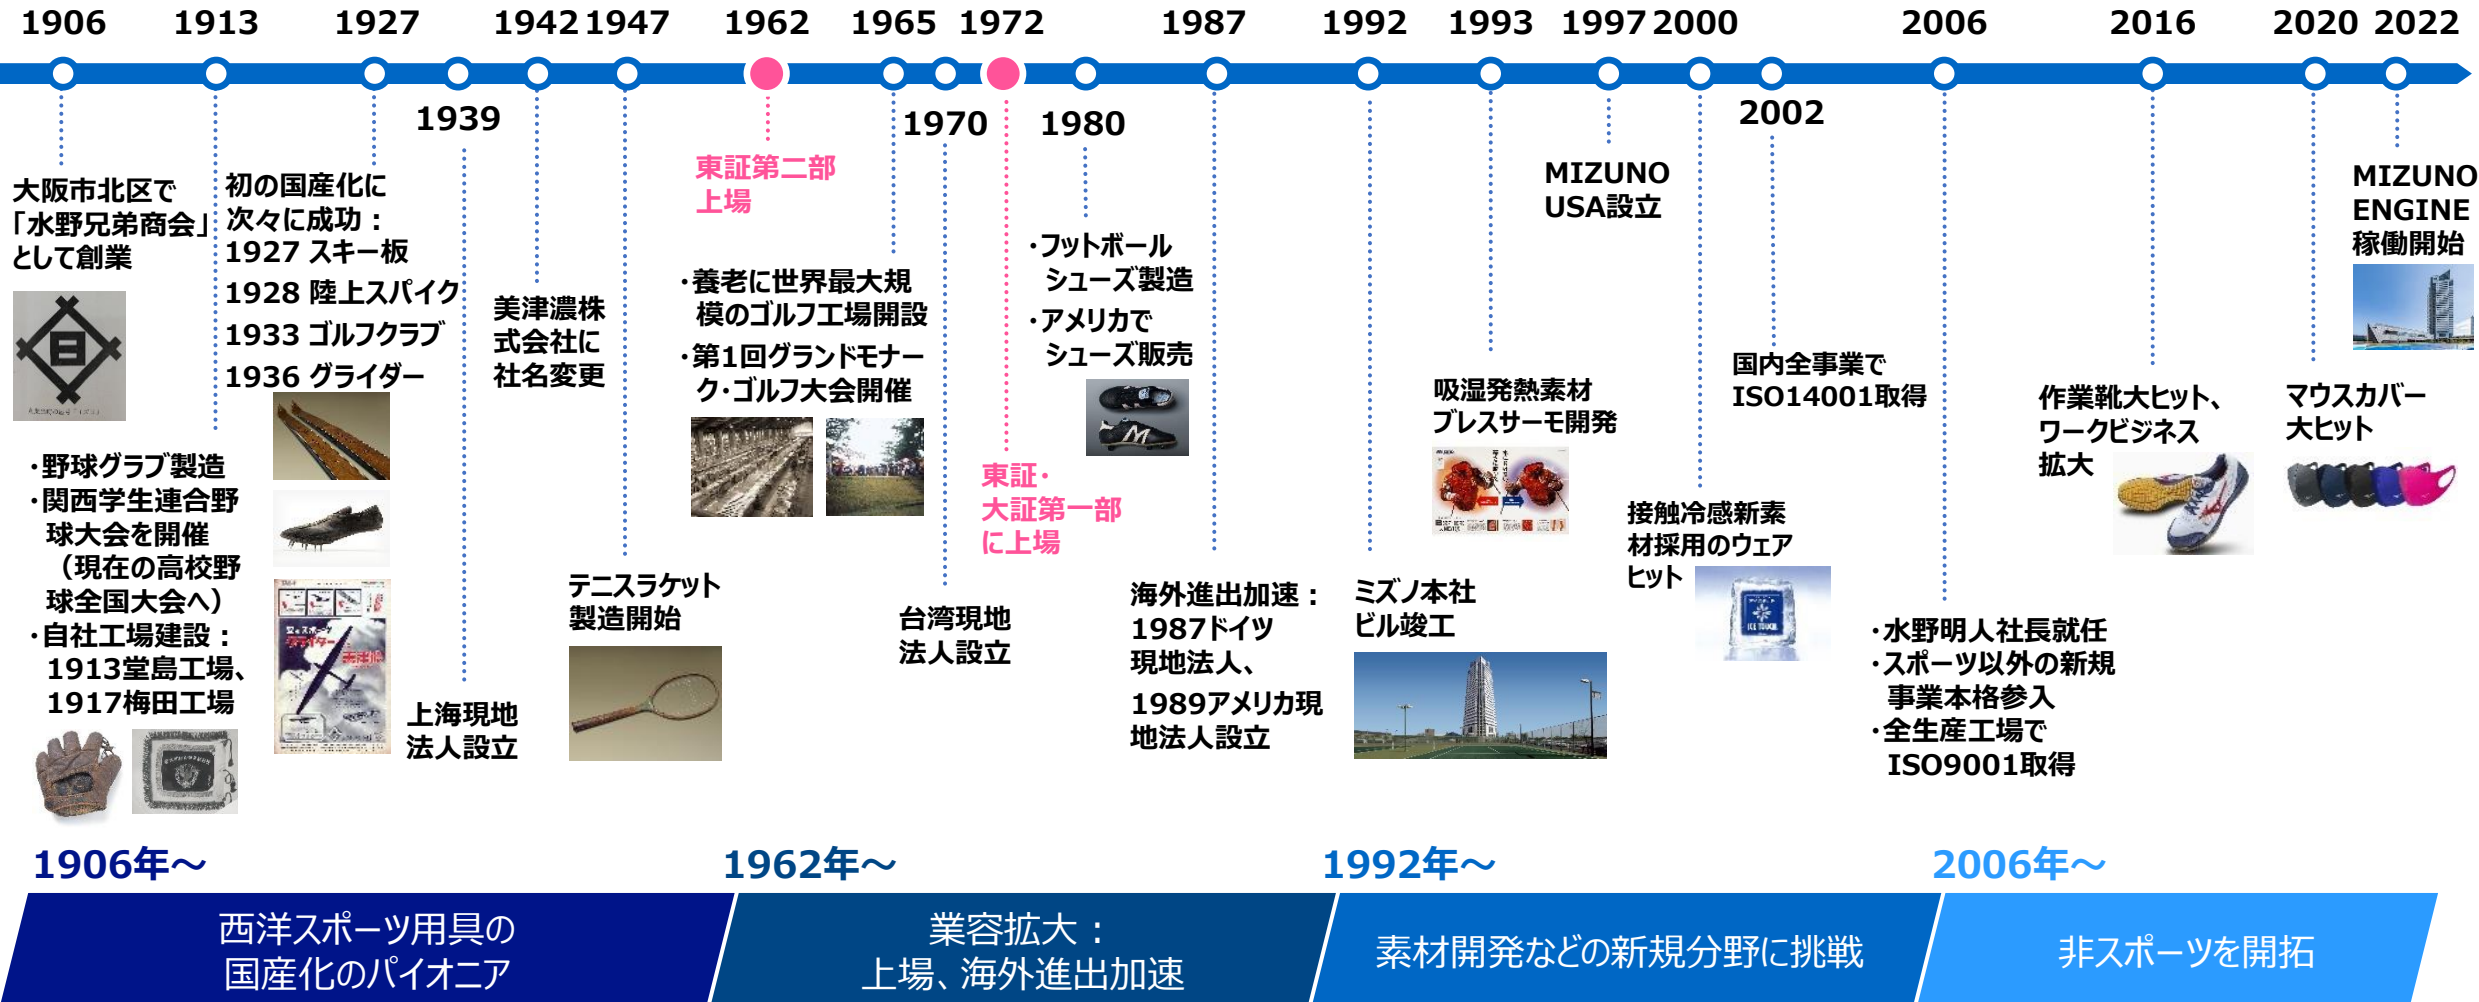 1906
1913
1927
1942
1947
1962
1965
1972
1987
1992
1993
1997
2000
2006
2016
2020
2022
1939
1970
1980
2002
大阪市北区で
「水野兄弟商会」
として創業
・野球グラブ製造
・関西学生連合野
球大会を開催
（現在の高校野
球全国大会へ）
・自社工場建設：
1913堂島工場、
1917梅田工場
初の国産化に
次々に成功：
1927 スキー板
1928 陸上スパイク
1933 ゴルフクラブ
1936 グライダー
上海現地
法人設立
美津濃株
式会社に
社名変更
テニスラケット
製造開始
東証第二部
上場
・養老に世界最大規
模のゴルフ工場開設
・第1回グランドモナー
ク・ゴルフ大会開催
台湾現地
法人設立
東証・
大証第一部
に上場
・フットボール
シューズ製造
・アメリカで
シューズ販売
海外進出加速：
1987ドイツ
現地法人、
1989アメリカ現
地法人設立
ミズノ本社
ビル竣工
吸湿発熱素材
ブレスサーモ開発
MIZUNO
USA設立
接触冷感新素
材採用のウェア
ヒット
ICE TOUCH
国内全事業で
ISO14001取得
・水野明人社長就任
・スポーツ以外の新規
事業本格参入
・全生産工場で
ISO9001取得
作業靴大ヒット、
ワークビジネス
拡大
マウスカバー
大ヒット
MIZUNO
ENGINE
稼働開始
1906年～
西洋スポーツ用具の
国産化のパイオニア
1962年～
業容拡大：
上場、海外進出加速
1992年～
素材開発などの新規分野に挑戦
2006年～
非スポーツを開拓